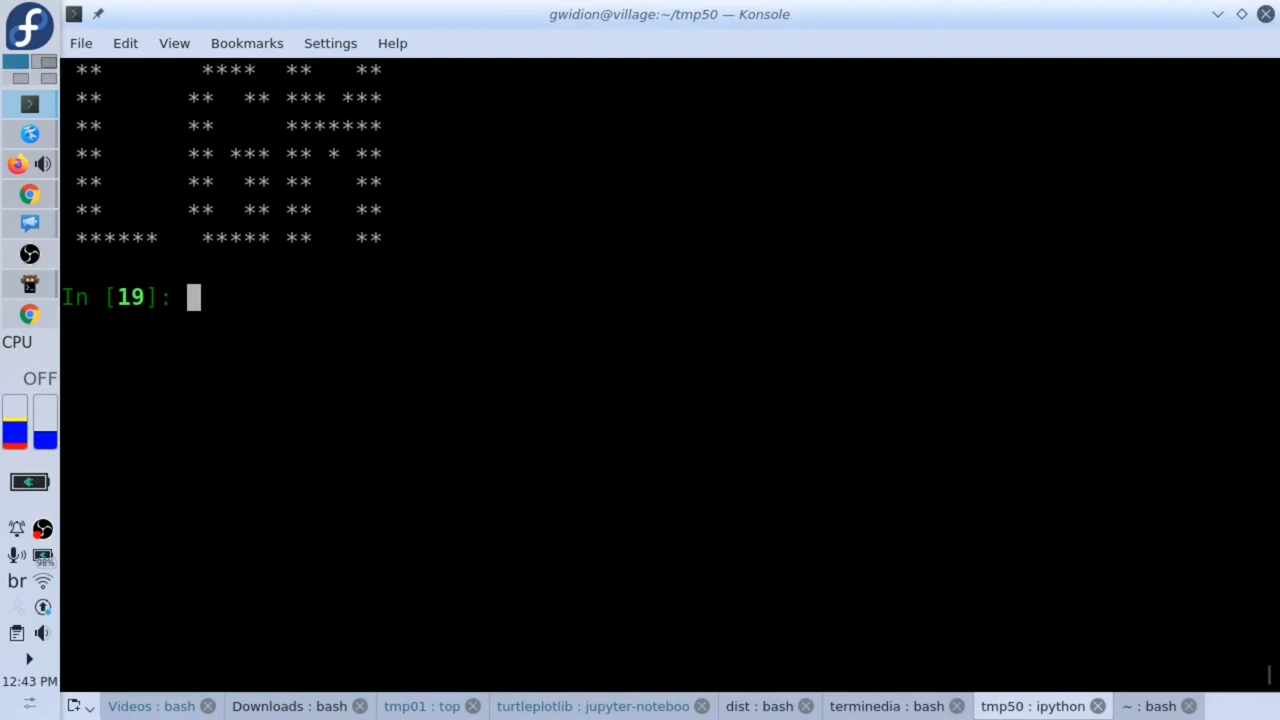 gwidion@village:~/tmp50 — Konsole
File Edit View Bookmarks Settings Help
**       ****  **   **
**      **  ** *** ***
**      **     *******
**      ** *** ** * **
**      **  ** **   **
**      **  ** **   **
******   ***** **   **
In [19]:
CPU
OFF
98%
br
12:43 PM
Videos : bash Downloads : bash tmp01 : top turtleplotlib : jupyter-noteboo dist : bash terminedia : bash tmp50 : ipython ~ : bash